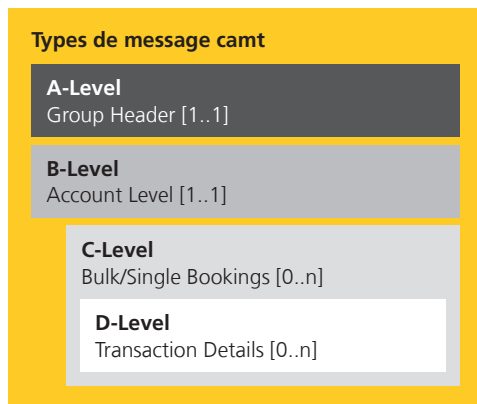 Types de message camt
A-Level
Group Header [1..1]
B-Level
Account Level [1..1]
C-Level
Bulk/Single Bookings [0..n]
D-Level
Transaction Details [0..n]